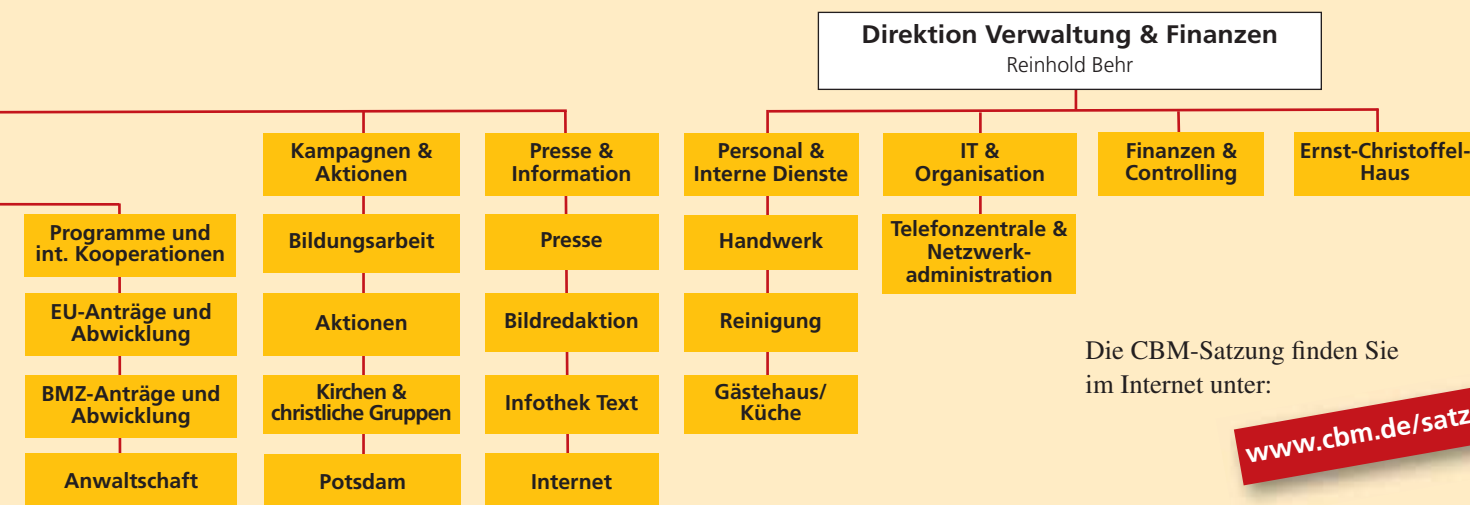 Direktion Verwaltung & Finanzen
Reinhold Behr
Kampagnen &
Aktionen
Presse &
Information
Personal &
Interne Dienste
IT &
Organisation
Finanzen &
Controlling
Ernst-Christoffel-
Haus
Programme und
int. Kooperationen
Bildungsarbeit
Presse
Handwerk
Telefonzentrale &
Netzwerk-
administration
EU-Anträge und
Abwicklung
Aktionen
Bildredaktion
Reinigung
BMZ-Anträge und
Abwicklung
Kirchen &
christliche Gruppen
Infothek Text
Gästehaus/
Küche
Anwaltschaft
Potsdam
Internet
Die CBM-Satzung finden Sie
im Internet unter:
www.cbm.de/satz